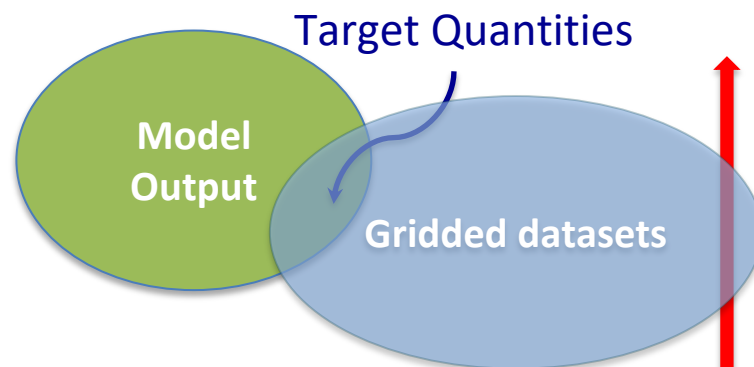 Target Quantities
Model
Output
Gridded datasets